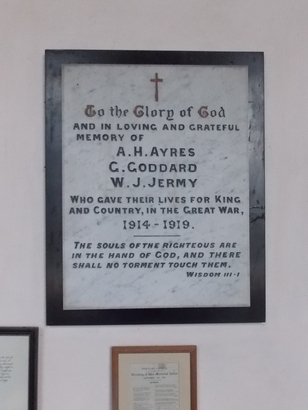 To the Glory of God
AND IN LOVING AND GRATEFUL
MEMORY OF
A.H. AYRES
G. GODDARD
W. J. JERMY
WHO GAVE THEIR LIVES FOR KING
AND COUNTRY, IN THE GREAT WAR,
1914-1919.
THE SOULS OF THE RIGHTEOUS ARE
IN THE HAND OF GOD, AND THERE
SHALL NO TORMENT TOUCH THEM.
WISDOM III·I